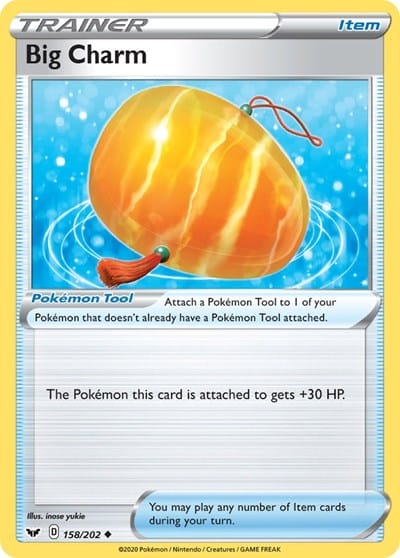 TRAINER
Item
Big Charm
Pokémon Tool
Attach a Pokémon Tool to 1 of your
Pokémon that doesn't already have a Pokémon Tool attached.
The Pokémon this card is attached to gets +30 HP.
Illus. inose yukie
D 158/202
You may play any number of Item cards
during your turn.
©2020 Pokémon / Nintendo / Creatures / GAME FREAK